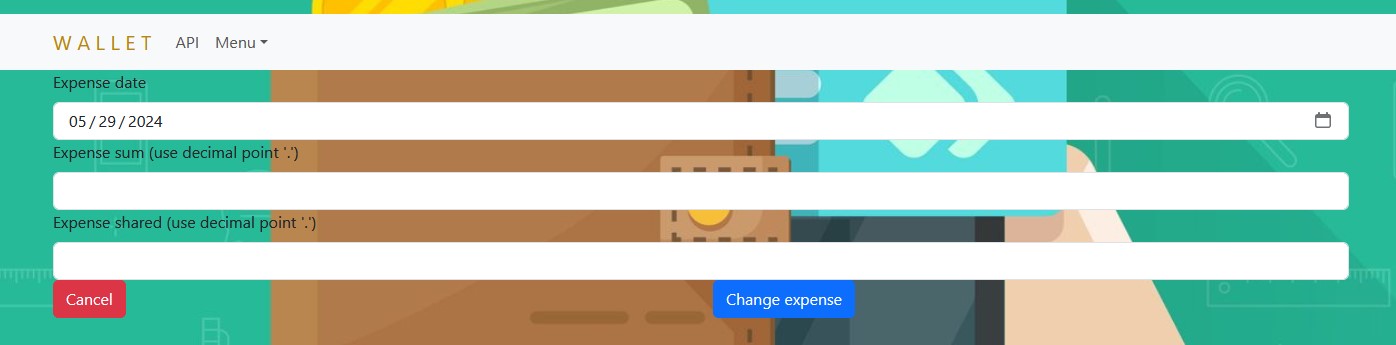 WALLET API Menu
Expense date
05/29/2024
Expense sum (use decimal point '.')
Expense shared (use decimal point '.')
Cancel Change expense